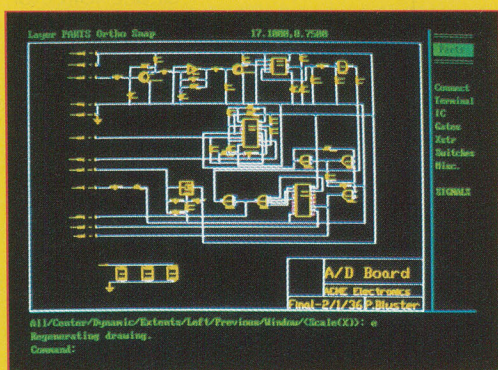 Layer PARTS Ortho Snap 17.1000,0.7500
Parts
Connect
Terminal
IC
Gates
Xstr
Switches
Misc.
SIGNALS
A/D Board
ACME Electronics
Final-2/1/36 P.Bluster
All/Center/Dynamic/Extents/Left/Previous/Window/<Scale(X)>: e
Regenerating drawing.
Command: